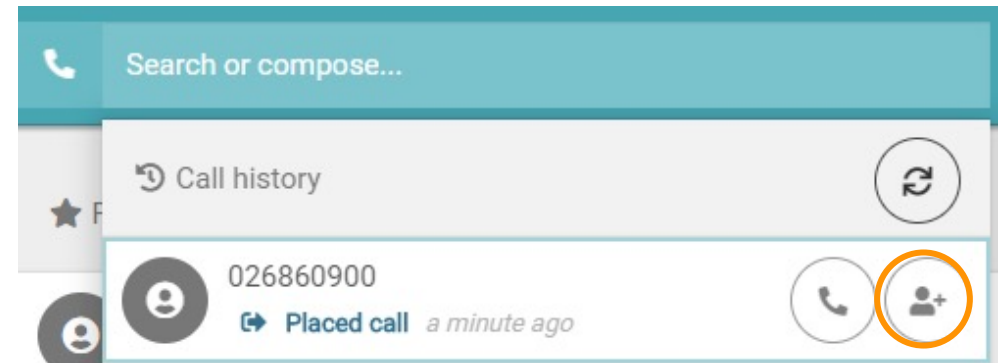 Search or compose...
Call history
F
026860900
Placed call a minute ago